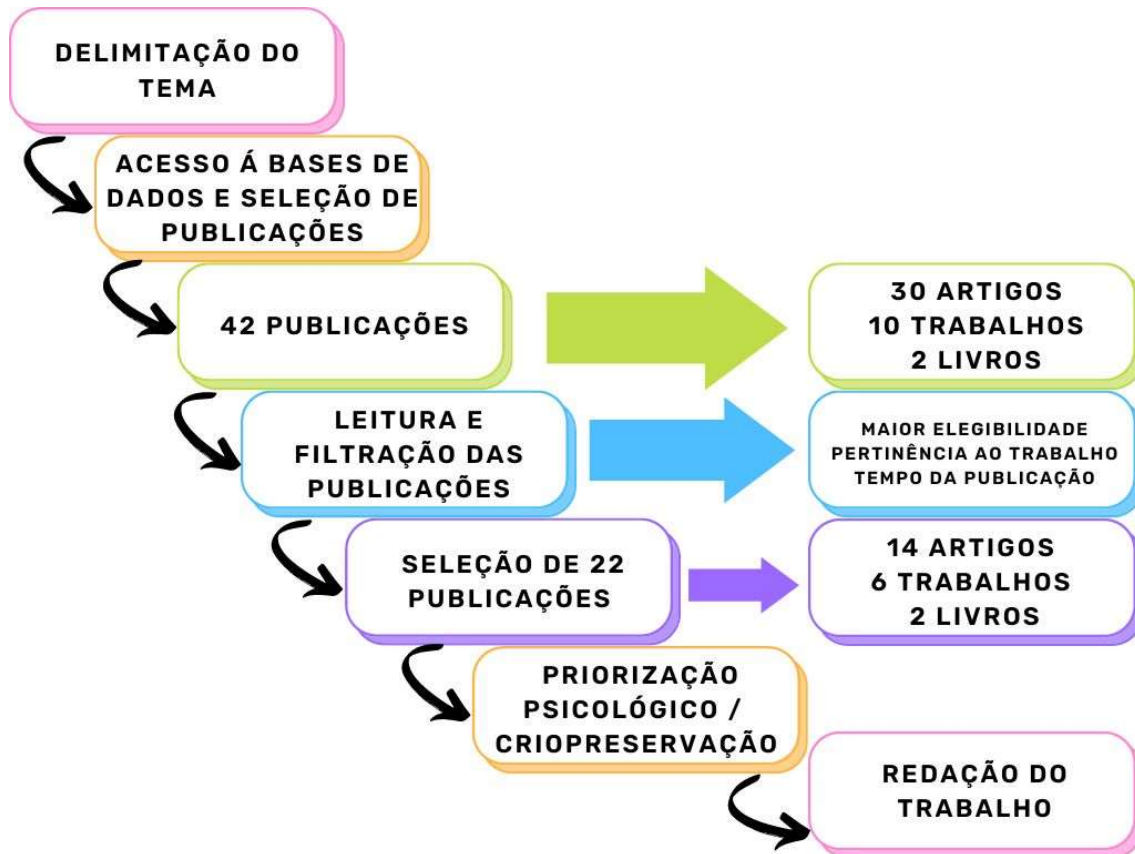 DELIMITAÇÃO DO
TEMA
ACESSO Á BASES DE
DADOS E SELEÇÃO DE
PUBLICAÇÕES
42 PUBLICAÇÕES
30 ARTIGOS
10 TRABALHOS
2 LIVROS
LEITURA E
FILTRAÇÃO DAS
PUBLICAÇÕES
MAIOR ELEGIBILIDADE
PERTINÊNCIA AO TRABALHO
TEMPO DA PUBLICAÇÃO
SELEÇÃO DE 22
PUBLICAÇÕES
14 ARTIGOS
6 TRABALHOS
2 LIVROS
PRIORIZAÇÃO
PSICOLÓGICO /
CRIOPRESERVAÇÃO
REDAÇÃO DO
TRABALHO